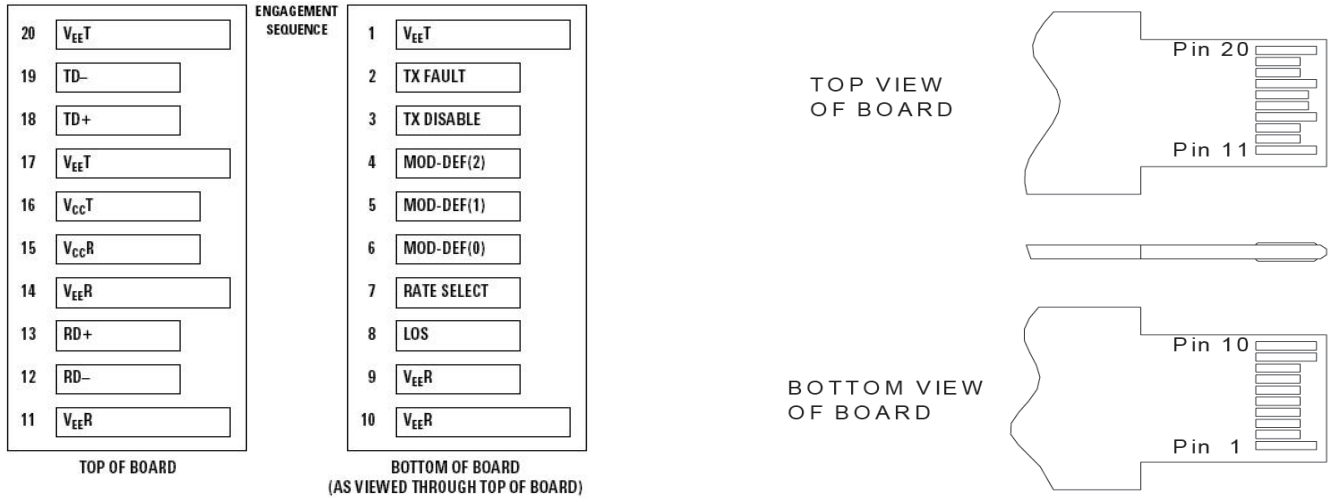 ENGAGEMENT
SEQUENCE
20 VEET
19 TD–
18 TD+
17 VEET
16 VCCT
15 VCCR
14 VEER
13 RD+
12 RD–
11 VEER
TOP OF BOARD
1 VEET
2 TX FAULT
3 TX DISABLE
4 MOD-DEF(2)
5 MOD-DEF(1)
6 MOD-DEF(0)
7 RATE SELECT
8 LOS
9 VEER
10 VEER
BOTTOM OF BOARD
(AS VIEWED THROUGH TOP OF BOARD)
TOP VIEW
OF BOARD
Pin 20
Pin 11
BOTTOM VIEW
OF BOARD
Pin 10
Pin 1